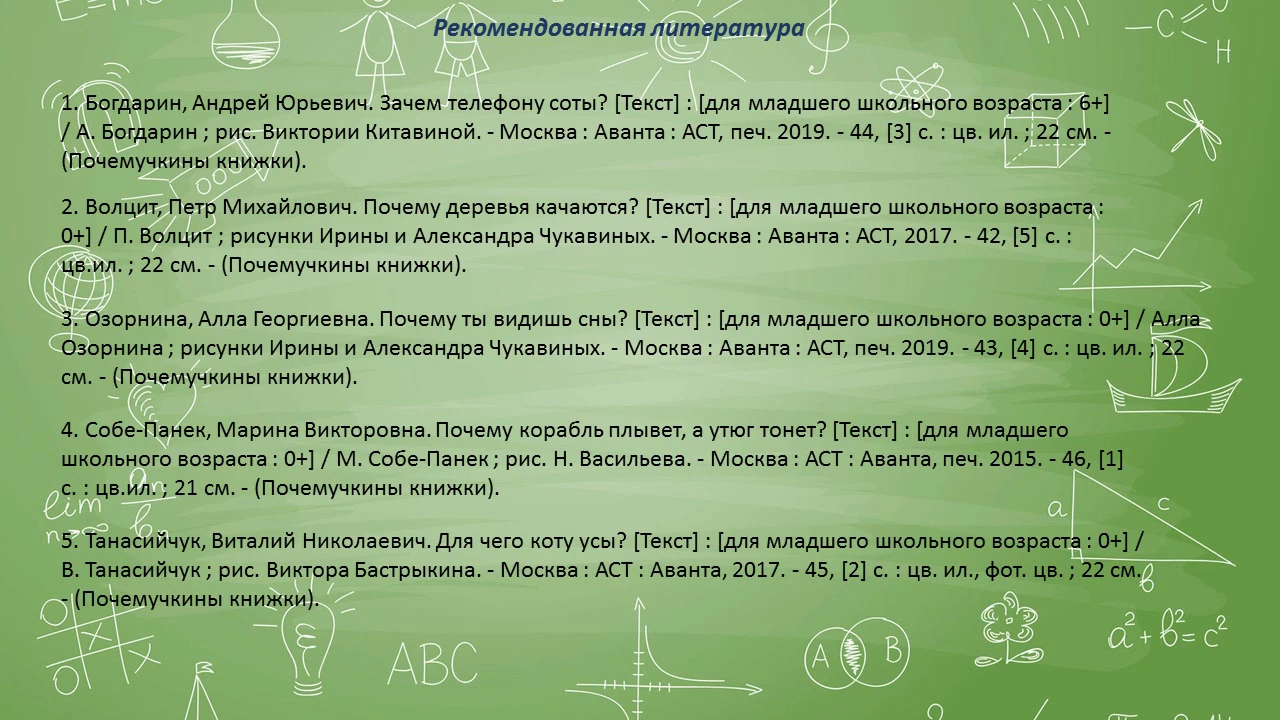 Рекомендованная литература
1. Богдарин, Андрей Юрьевич. Зачем телефону соты? [Текст] : [для младшего школьного возраста : 6+]
/ А. Богдарин ; рис. Виктории Китавиной. - Москва : Аванта : АСТ, печ. 2019. - 44, [3] с. : цв. ил. ; 22 см. -
(Почемучкины книжки).
2. Волцит, Петр Михайлович. Почему деревья качаются? [Текст] : [для младшего школьного возраста :
0+] / П. Волцит ; рисунки Ирины и Александра Чукавиных. - Москва : Аванта : АСТ, 2017. - 42, [5] с. :
цв.ил. ; 22 см. - (Почемучкины книжки).
3. Озорнина, Алла Георгиевна. Почему ты видишь сны? [Текст] : [для младшего школьного возраста : 0+] / Алла
Озорнина ; рисунки Ирины и Александра Чукавиных. - Москва : Аванта : АСТ, печ. 2019. - 43, [4] с. : цв. ил. ; 22
см. - (Почемучкины книжки).
4. Собе-Панек, Марина Викторовна. Почему корабль плывет, а утюг тонет? [Текст] : [для младшего
школьного возраста : 0+] / М. Собе-Панек ; рис. Н. Васильева. - Москва : АСТ : Аванта, печ. 2015. - 46, [1]
с. : цв.ил. ; 21 см. - (Почемучкины книжки).
5. Танасийчук, Виталий Николаевич. Для чего коту усы? [Текст] : [для младшего школьного возраста : 0+] /
В. Танасийчук ; рис. Виктора Бастрыкина. - Москва : АСТ : Аванта, 2017. - 45, [2] с. : цв. ил., фот. цв. ; 22 см.
- (Почемучкины книжки).
C
H
lim
n→∞
an
bn
a
c
b
ABC
A B
a²+b²=c²